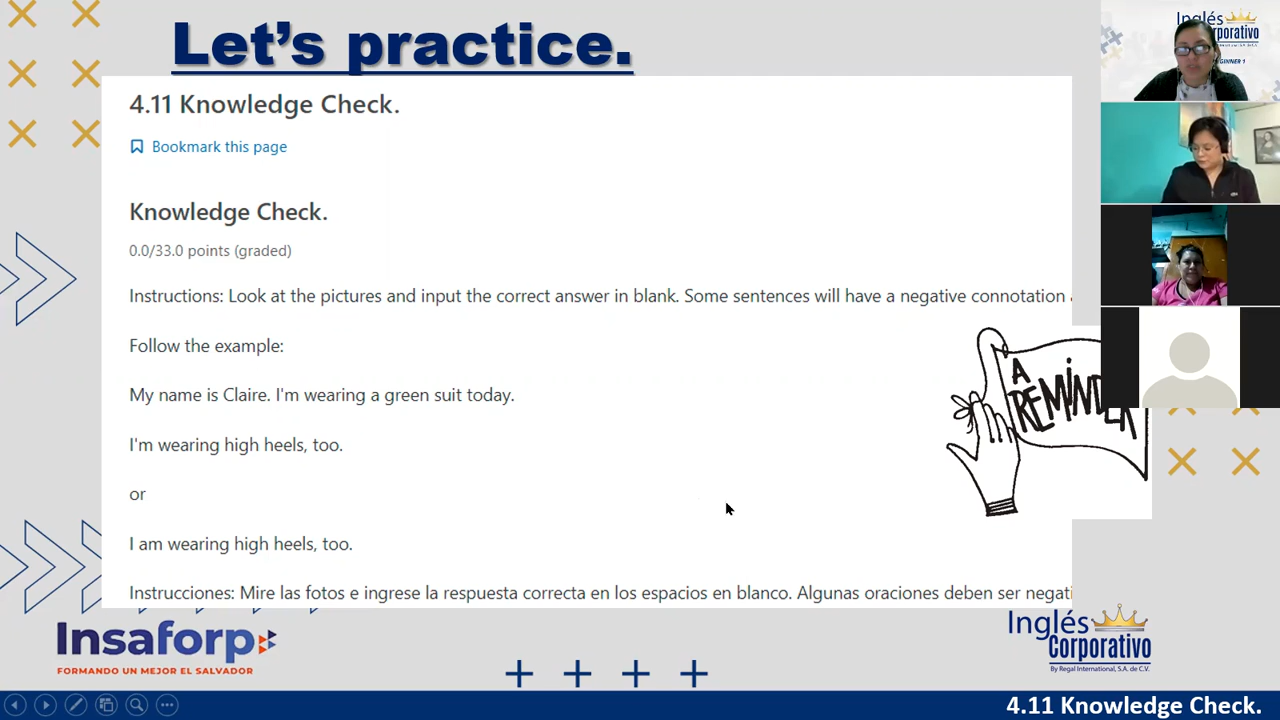 Let's practice.
4.11 Knowledge Check.
Bookmark this page
Knowledge Check.
0.0/33.0 points (graded)
Instructions: Look at the pictures and input the correct answer in blank. Some sentences will have a negative connotation
Follow the example:
My name is Claire. I'm wearing a green suit today.
I'm wearing high heels, too.
or
I am wearing high heels, too.
Instrucciones: Mire las fotos e ingrese la respuesta correcta en los espacios en blanco. Algunas oraciones deben ser
A
REMINDER
Inglés
Insaforp
FORMANDO UN MEJOR EL SALVADOR
Inglés
Corporativo
By Regal International, S.A. de C.V.
4.11 Knowledge Check.